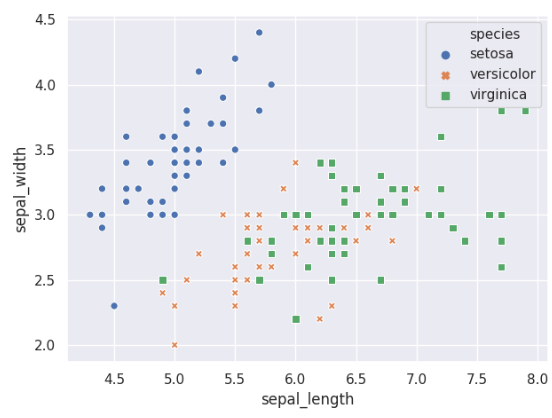 4.5
4.0
3.5
3.0
2.5
2.0
sepal_width
species
setosa
versicolor
virginica
4.5 5.0 5.5 6.0 6.5 7.0 7.5 8.0
sepal_length